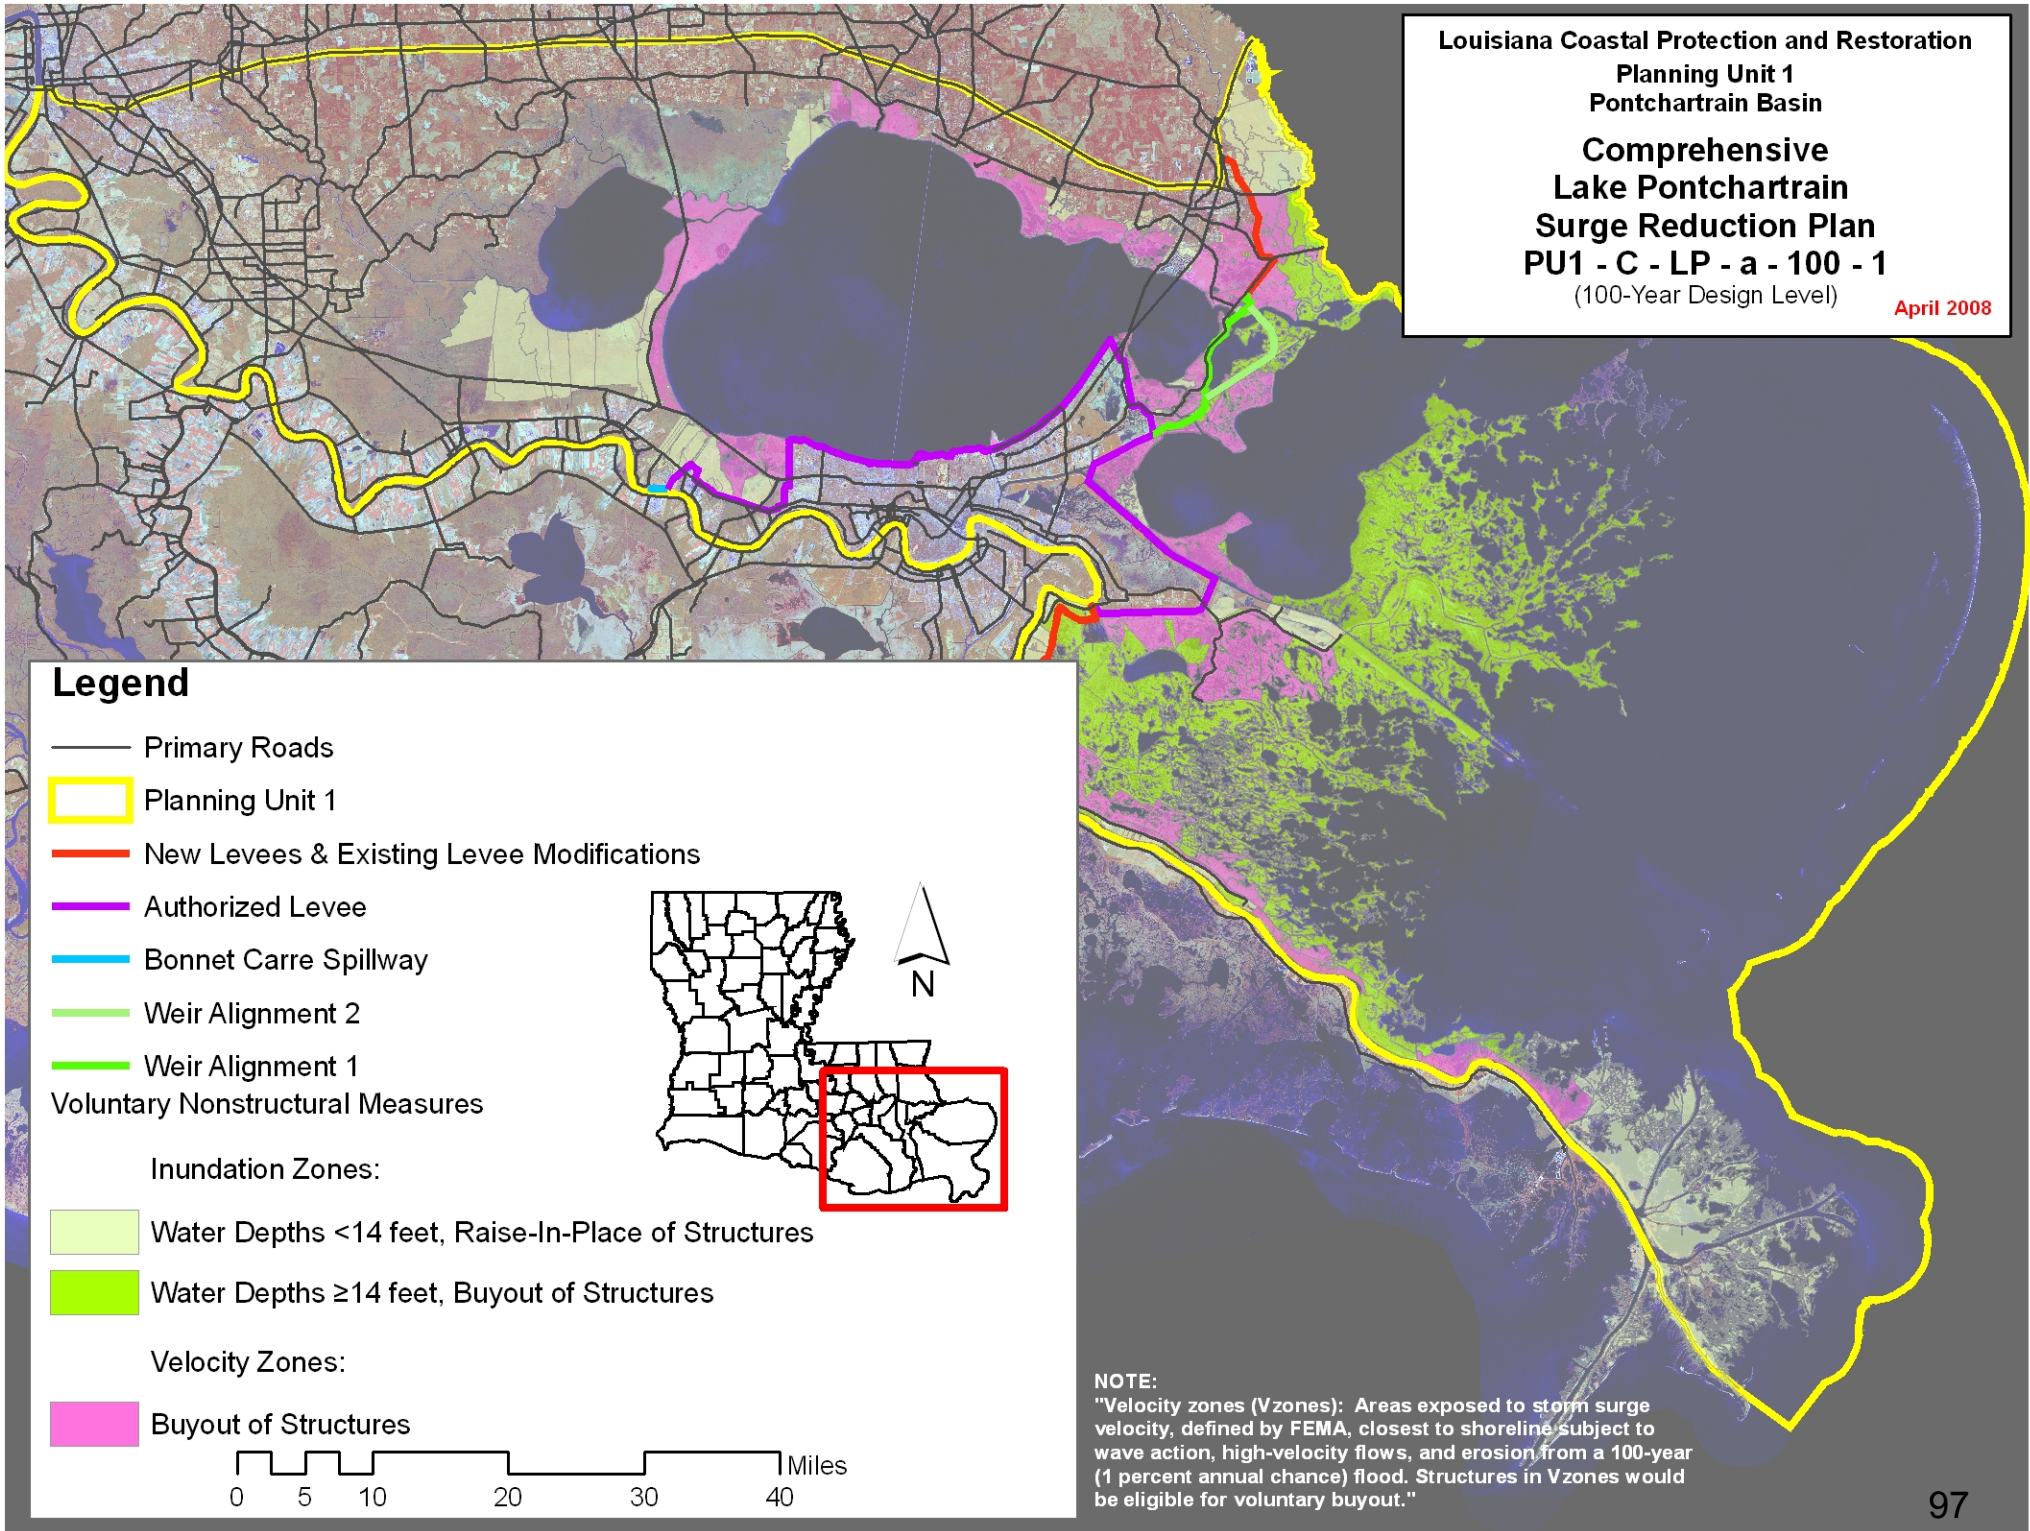 Louisiana Coastal Protection and Restoration
Planning Unit 1
Pontchartrain Basin
Comprehensive
Lake Pontchartrain
Surge Reduction Plan
PU1 - C - LP - a - 100 - 1
(100-Year Design Level)
April 2008
Legend
Primary Roads
Planning Unit 1
New Levees & Existing Levee Modifications
Authorized Levee
Bonnet Carre Spillway
Weir Alignment 2
Weir Alignment 1
Voluntary Nonstructural Measures
Inundation Zones:
Water Depths <14 feet, Raise-In-Place of Structures
Water Depths ≥14 feet, Buyout of Structures
Velocity Zones:
Buyout of Structures
N
Miles
0 5 10 20 30 40
NOTE:
"Velocity zones (Vzones): Areas exposed to storm surge
velocity, defined by FEMA, closest to shoreline subject to
wave action, high-velocity flows, and erosion from a 100-year
(1 percent annual chance) flood. Structures in Vzones would
be eligible for voluntary buyout."
97